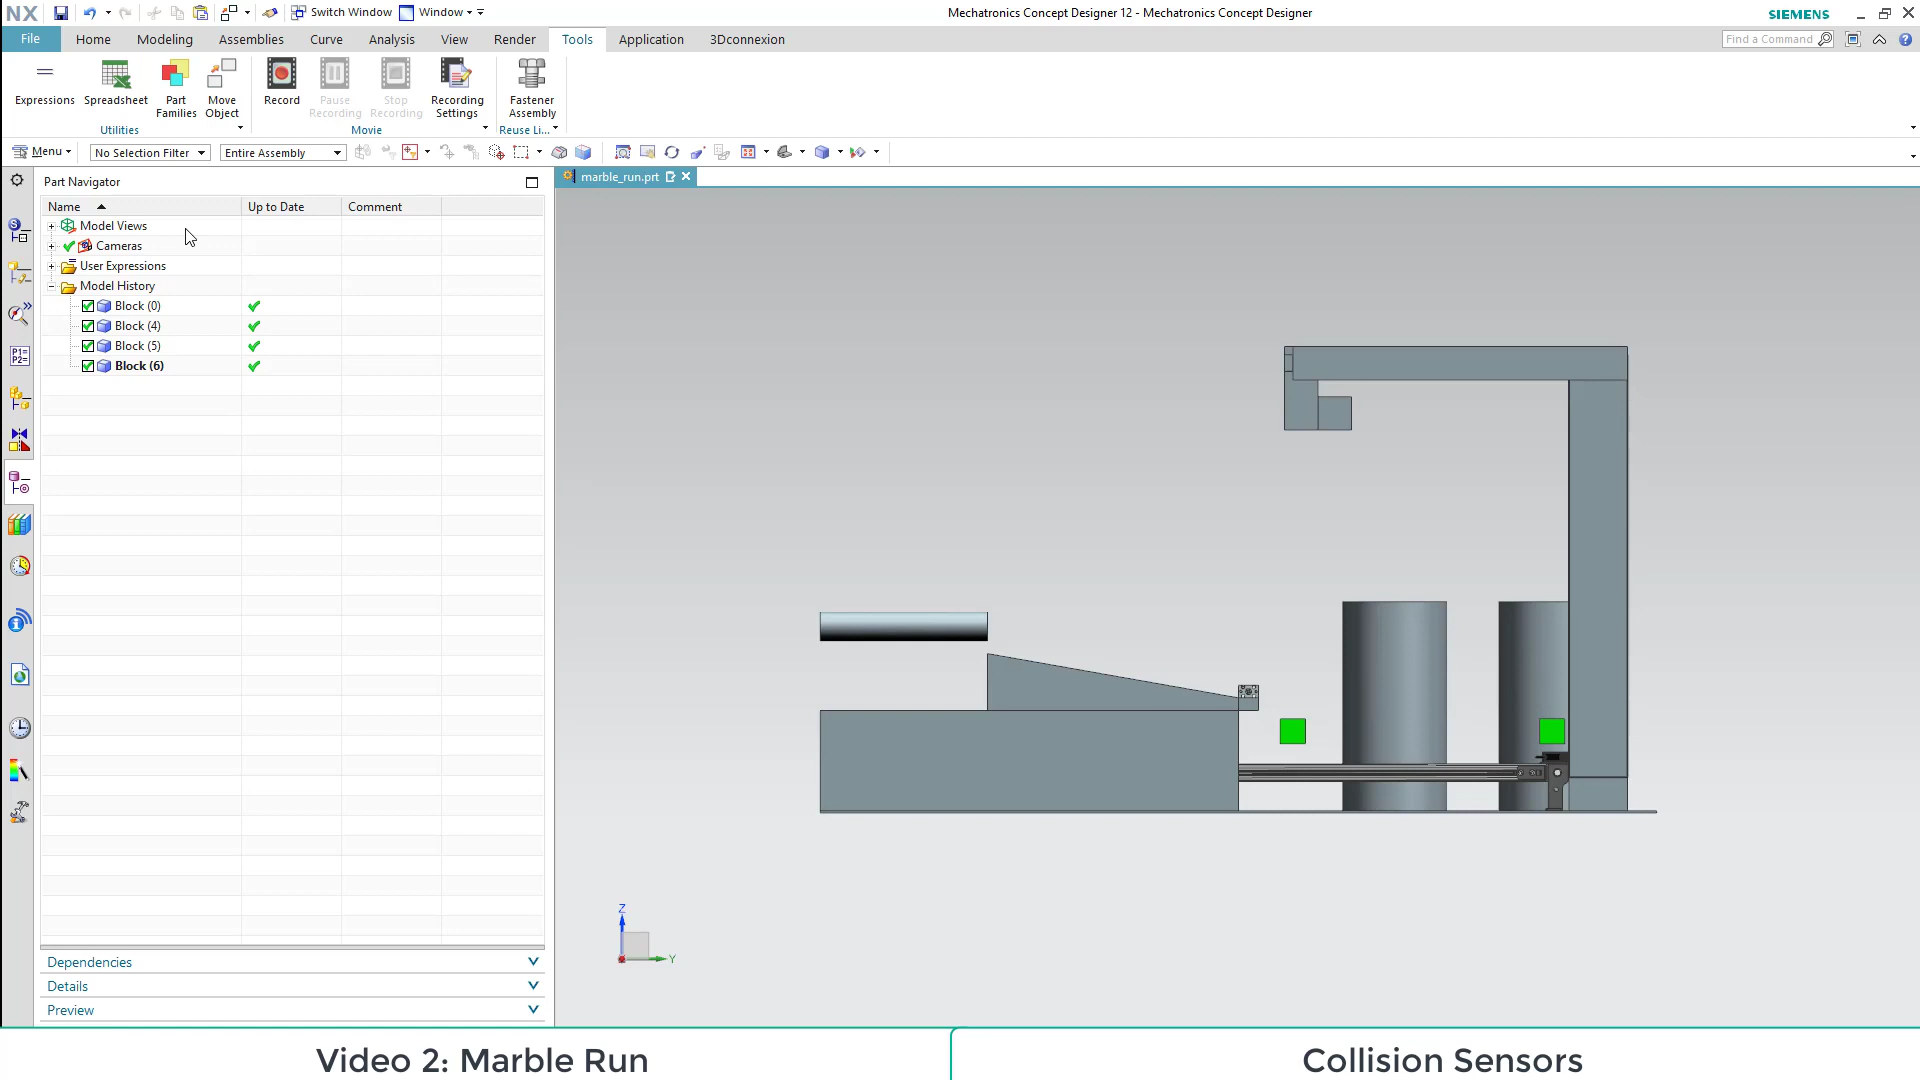 NX Switch Window Window Mechatronics Concept Designer 12 - Mechatronics Concept Designer SIEMENS
File Home Modeling Assemblies Curve Analysis View Render Tools Application 3Dconnexion Find a Command
Expressions Spreadsheet Part Families Move Object Record Pause Recording Stop Recording Recording Settings Fastener Assembly
Utilities Movie Reuse Li...
Menu No Selection Filter Entire Assembly
Part Navigator marble_run.prt
Name Up to Date Comment
Model Views
Cameras
User Expressions
Model History
Block (0)
Block (4)
Block (5)
Block (6)
P1=
P2=
Z
Y
Dependencies
Details
Preview
Video 2: Marble Run Collision Sensors